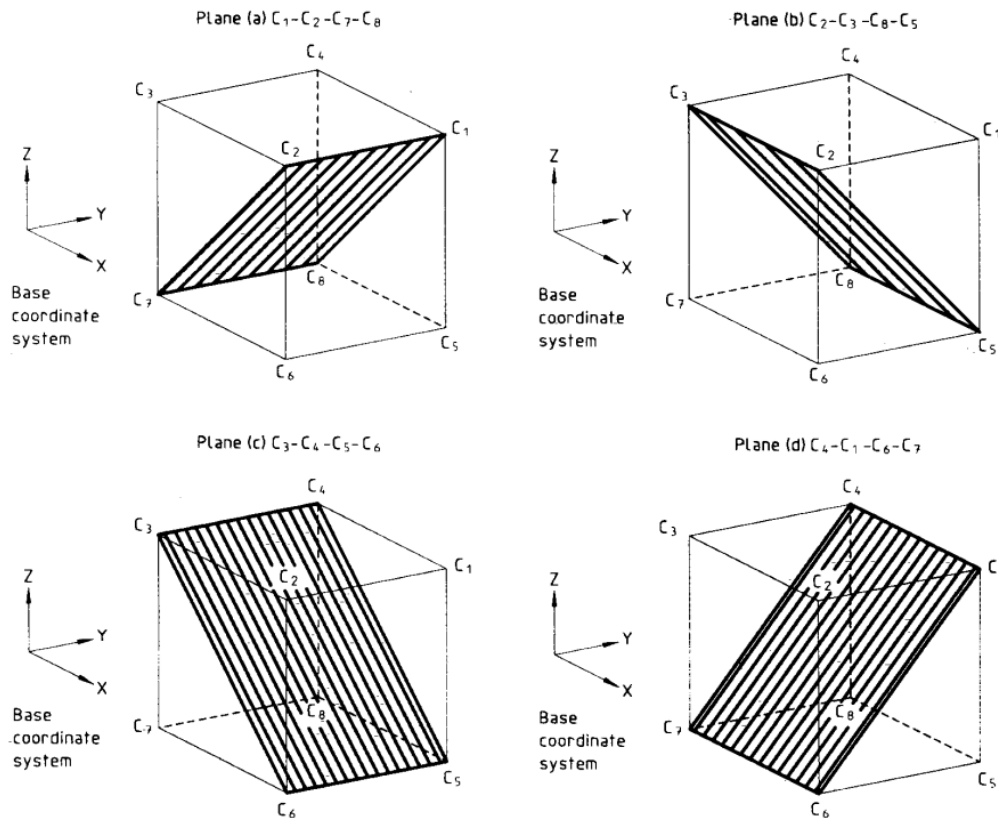 Plane (a) C₁-C₂-C₇-C₈
C₄
C₃
C₁
C₂
Z
Y
X
C₈
C₇
Base
coordinate
system
C₅
C₆
Plane (b) C₂-C₃-C₈-C₅
C₄
C₃
C₁
C₂
Z
Y
X
C₈
C₇
Base
coordinate
system
C₅
C₆
Plane (c) C₃-C₄-C₅-C₆
C₄
C₃
C₁
C₂
Z
Y
X
C₈
C₇
Base
coordinate
system
C₅
C₆
Plane (d) C₄-C₁-C₆-C₇
C₄
C₃
C
C₂
Z
Y
X
C₈
C₇
Base
coordinate
system
C₅
C₆